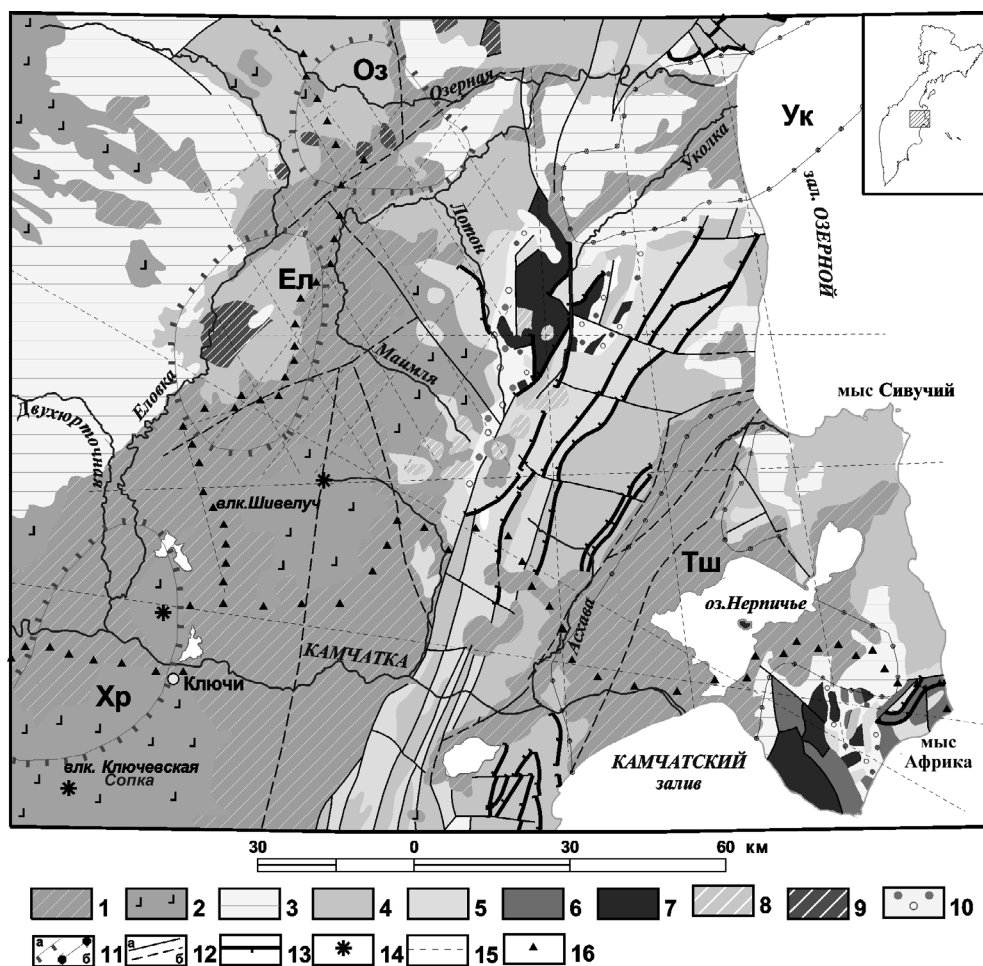 Оз
Озерная
Ук
Уколка
зал. ОЗЕРНОЙ
Лотон
Ел
Маимля
Еловка
Двухюрточная
мыс Сивучий
влк.Шивелуч
Тш
оз.Нерпичье
Асхава
КАМЧАТКА
Ключи
Хр
КАМЧАТСКИЙ
залив
мыс
Африка
влк. Ключевская
Сопка
30 0 30 60 км
1 2 3 4 5 6 7 8 9 10
а б 11 а б 12 13 14 15 16